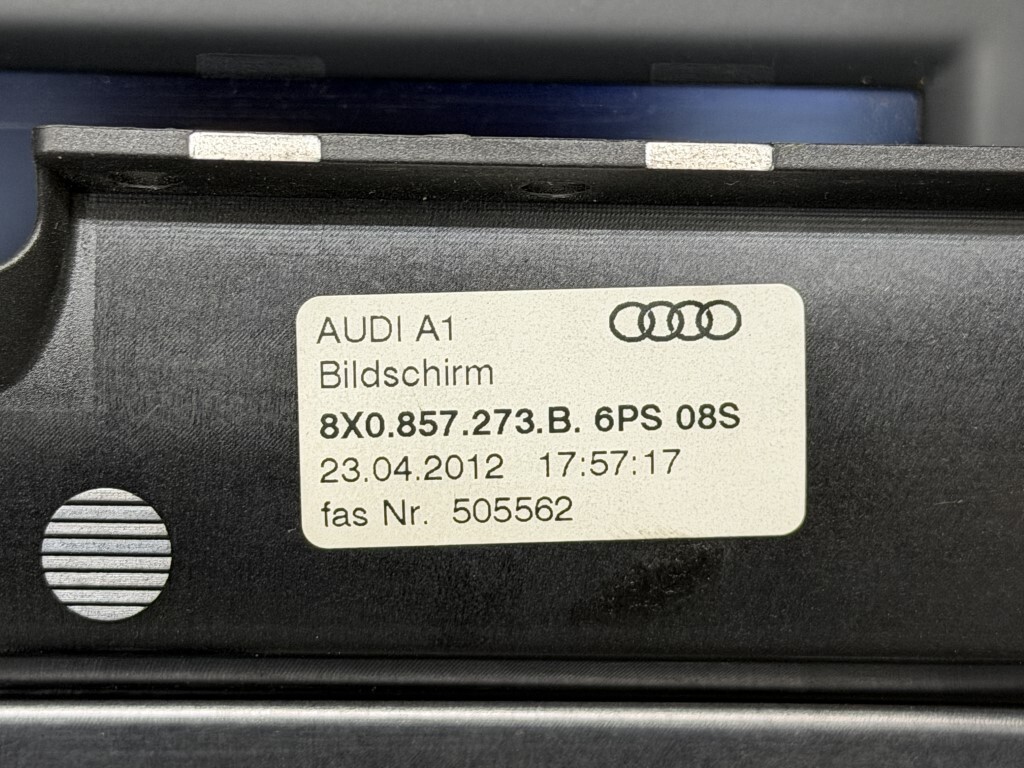 AUDI A1
Bildschirm
8X0.857.273.B. 6PS 08S
23.04.2012 17:57:17
fas Nr. 505562